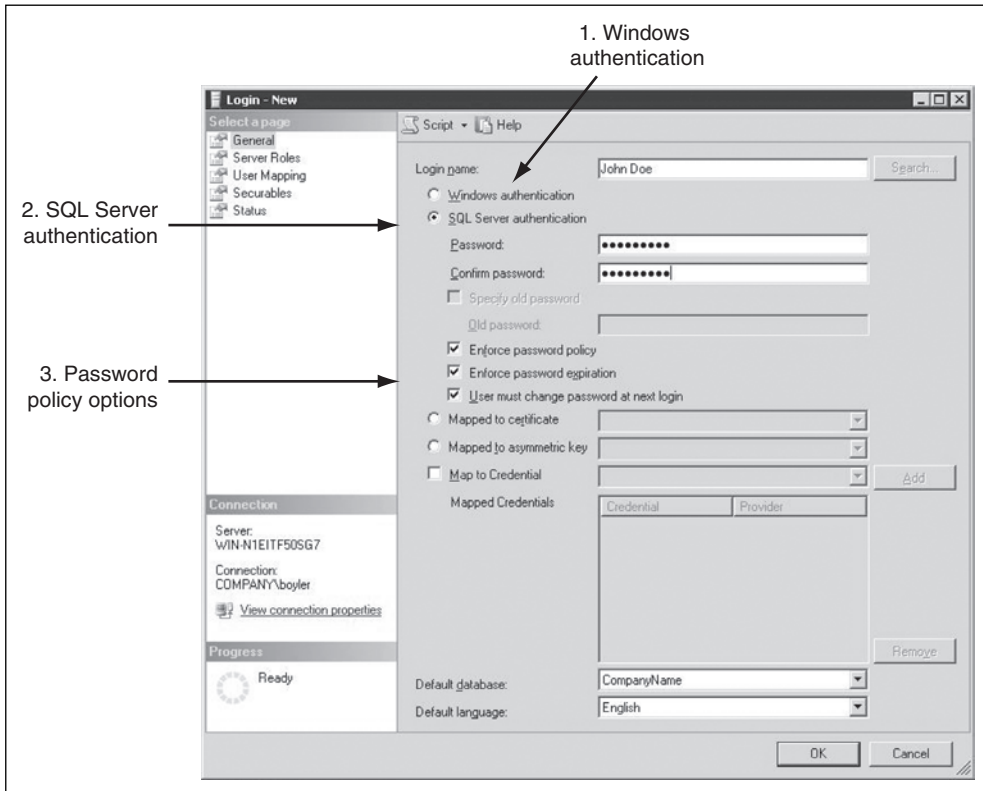 1. Windows
authentication
Login - New
Select a page
General
Server Roles
User Mapping
Securables
Status
2. SQL Server
authentication
3. Password
policy options
Connection
Server:
WIN-N1EITF50SG7
Connection:
COMPANY\boyler
View connection properties
Progress
Ready
Script Help
Login name: John Doe Search...
Windows authentication
SQL Server authentication
Password: •••••••••
Confirm password: •••••••••
Specify old password
Old password:
Enforce password policy
Enforce password expiration
User must change password at next login
Mapped to certificate
Mapped to asymmetric key
Map to Credential Add
Mapped Credentials Credential Provider
Remove
Default database: CompanyName
Default language: English
OK Cancel